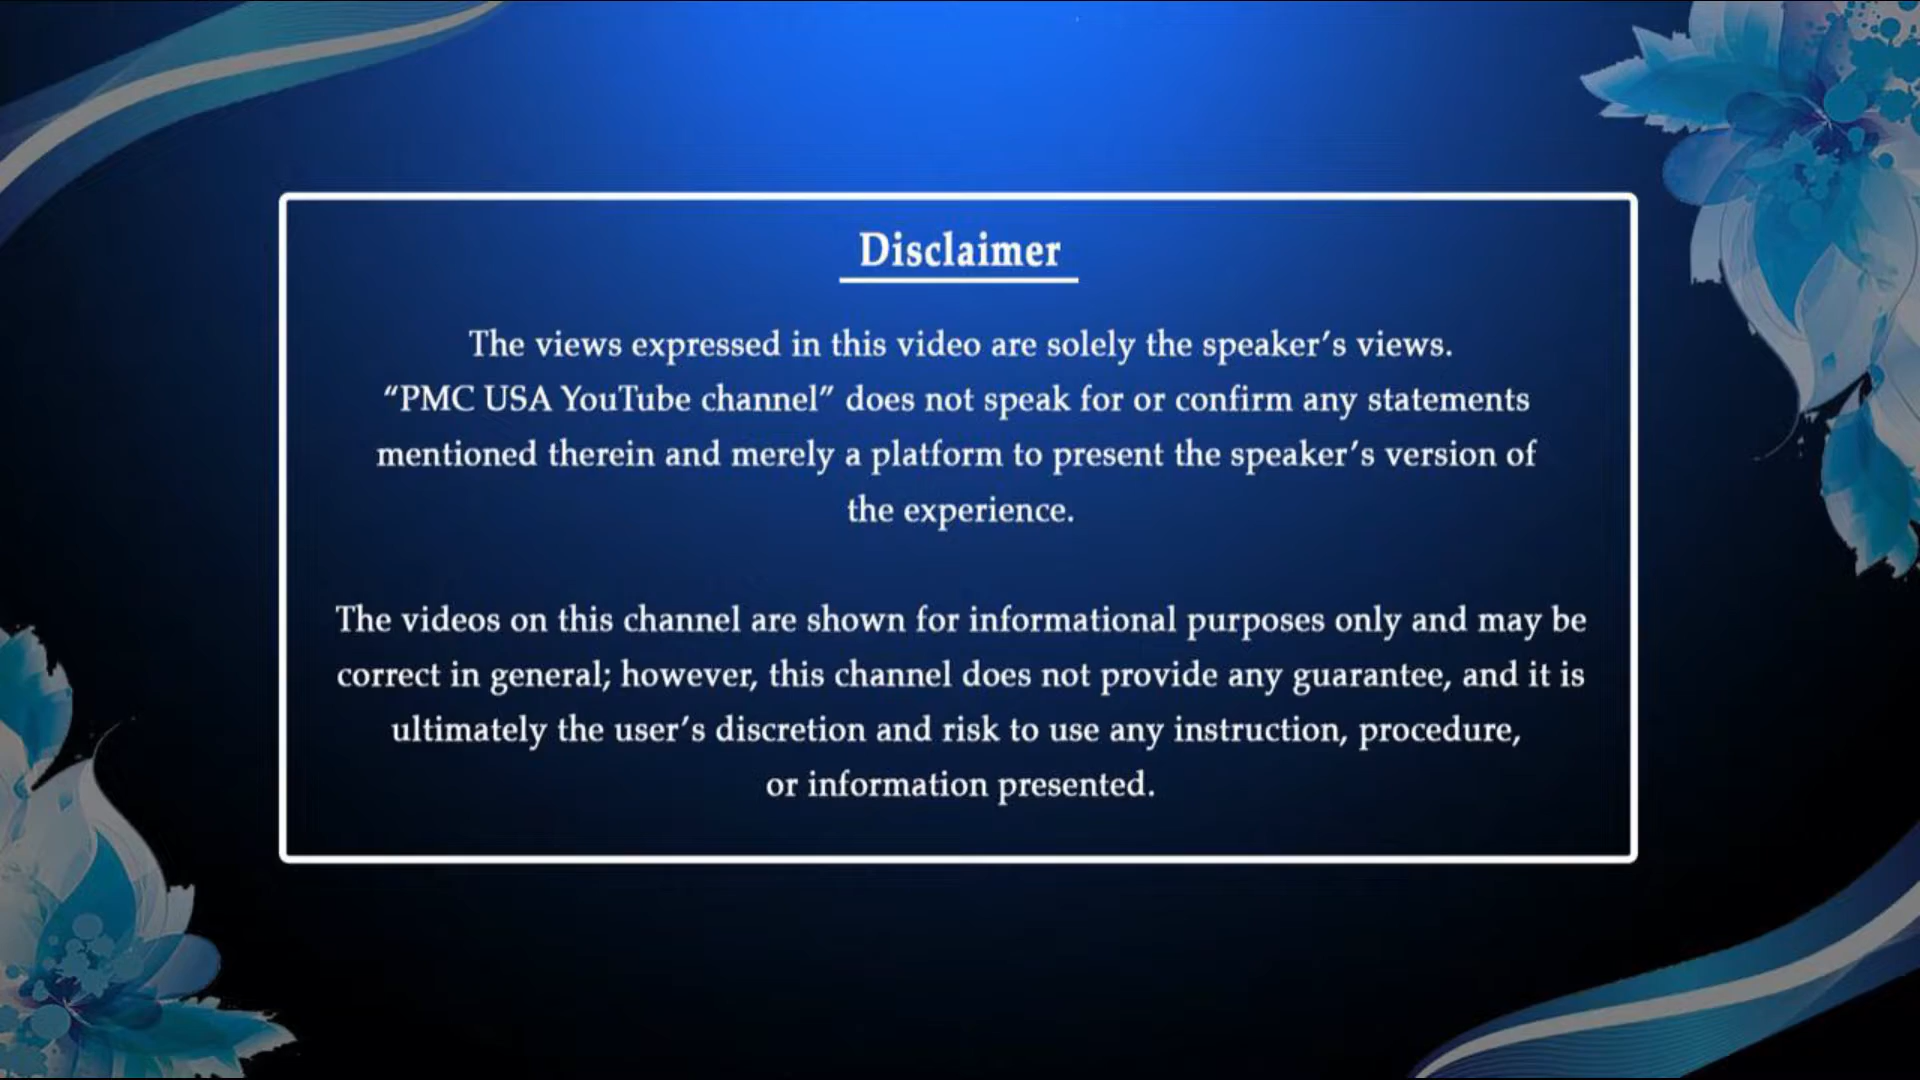 Disclaimer
The views expressed in this video are solely the speaker’s views.
“PMC USA YouTube channel” does not speak for or confirm any statements
mentioned therein and merely a platform to present the speaker’s version of
the experience.
The videos on this channel are shown for informational purposes only and may be
correct in general; however, this channel does not provide any guarantee, and it is
ultimately the user’s discretion and risk to use any instruction, procedure,
or information presented.